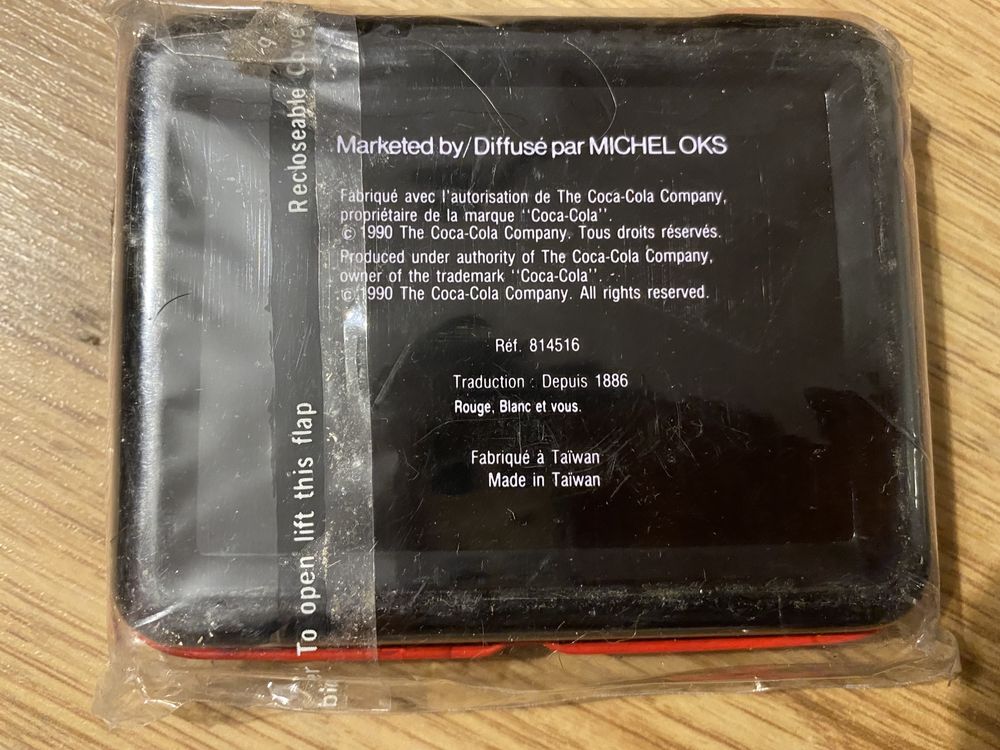 Recloseable
To open lift this flap
Marketed by/Diffusé par MICHEL OKS
Fabriqué avec l'autorisation de The Coca-Cola Company,
propriétaire de la marque ''Coca-Cola''.
© 1990 The Coca-Cola Company. Tous droits réservés.
Produced under authority of The Coca-Cola Company,
owner of the trademark ''Coca-Cola''.
© 1990 The Coca-Cola Company. All rights reserved.
Réf. 814516
Traduction : Depuis 1886
Rouge, Blanc et vous.
Fabriqué à Taïwan
Made in Taïwan